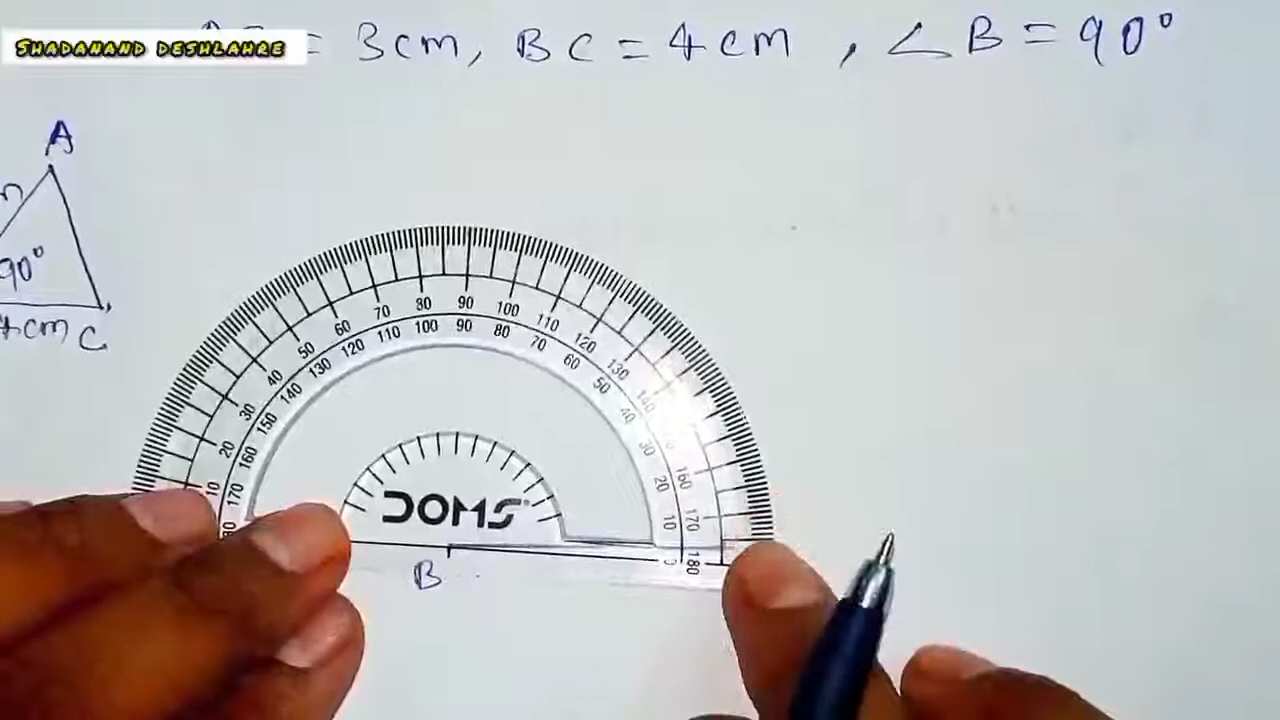 = 3cm, BC = 4cm, ∠B = 90°
SHADANAND DESHLAHRE
A
90°
4cm C
10 20 30 40 50 60 70 80 90 100 110 120 130 140 160 170 180
170 160 150 140 130 120 110 100 90 80 70 60 50 40 30 20 10 0
DOMS
B